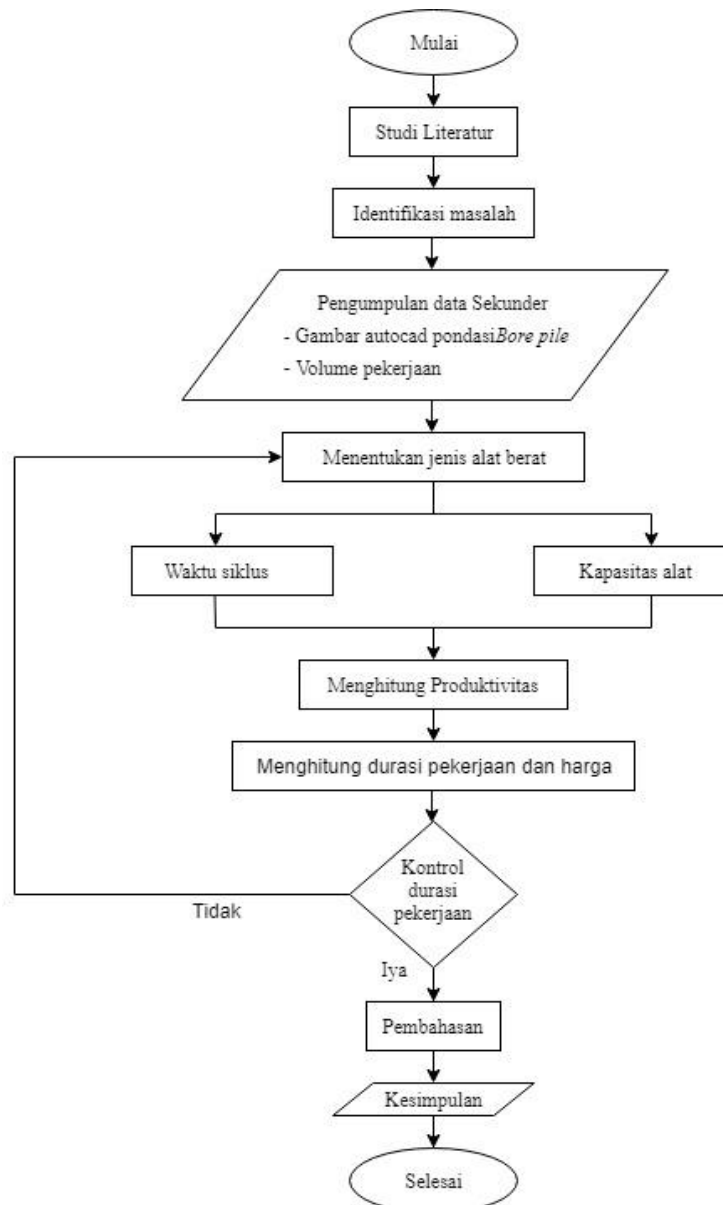 Mulai
Studi Literatur
Identifikasi masalah
Pengumpulan data Sekunder
- Gambar autocad pondasiBore pile
- Volume pekerjaan
Menentukan jenis alat berat
Waktu siklus
Kapasitas alat
Menghitung Produktivitas
Menghitung durasi pekerjaan dan harga
Kontrol
durasi
pekerjaan
Tidak
Iya
Pembahasan
Kesimpulan
Selesai